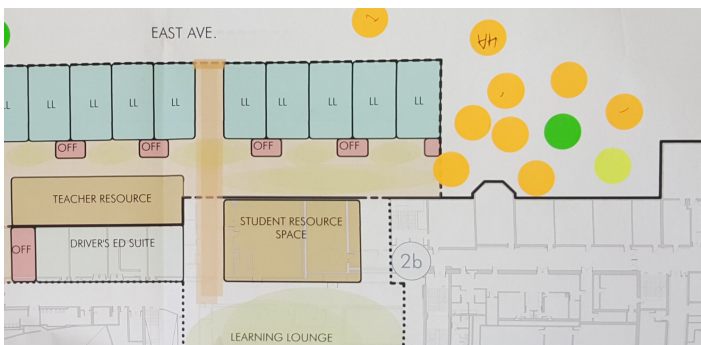 EAST AVE.
4A
LL LL LL LL LL LL LL LL LL LL
OFF OFF OFF OFF
TEACHER RESOURCE
STUDENT RESOURCE
SPACE
OFF
DRIVER'S ED SUITE
2b
LEARNING LOUNGE